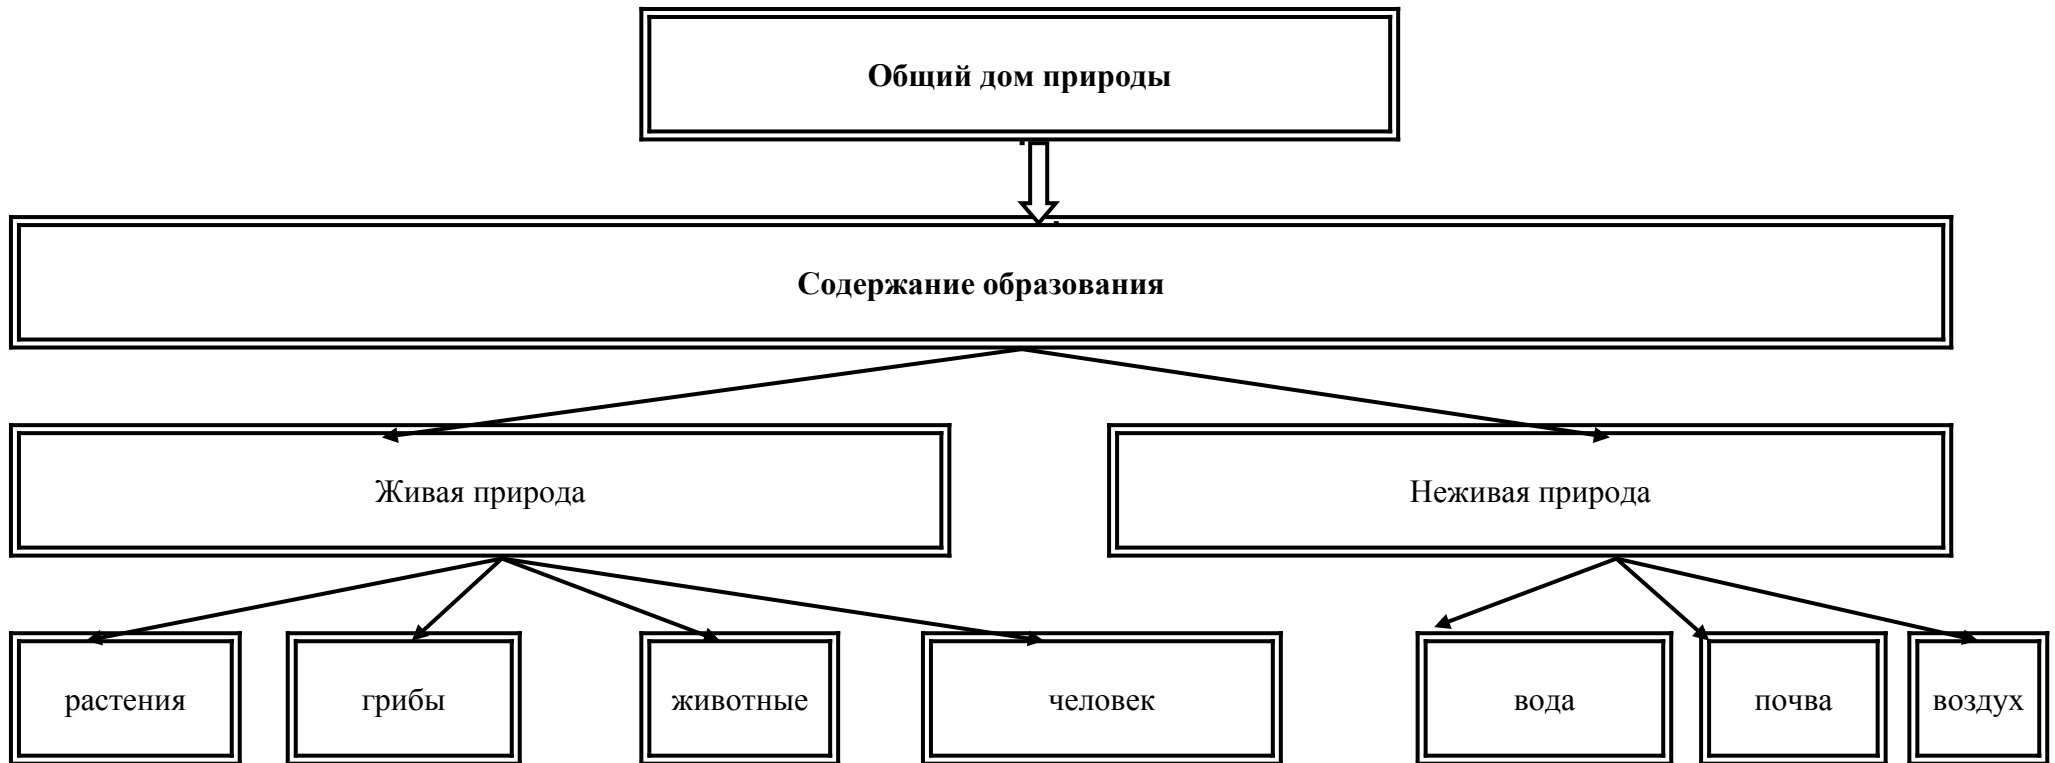 Общий дом природы
Содержание образования
Живая природа
Неживая природа
растения
грибы
животные
человек
вода
почва
воздух